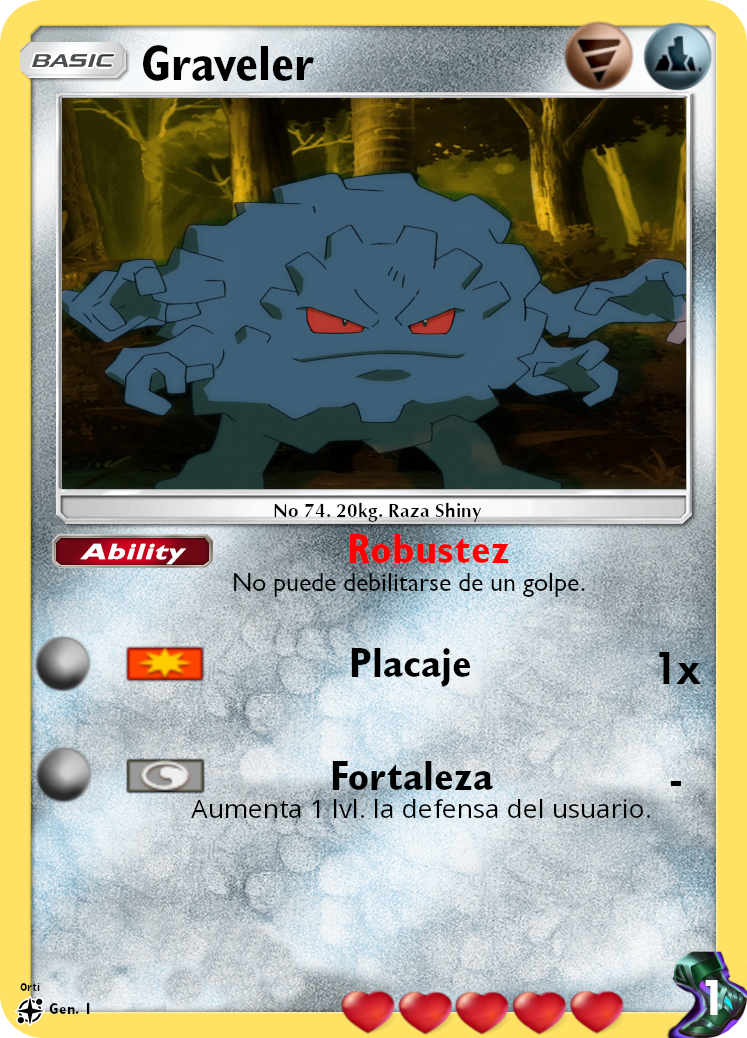 BASIC Graveler
No 74. 20kg. Raza Shiny
Ability Robustez
No puede debilitarse de un golpe.
Placaje 1x
Fortaleza -
Aumenta 1 lvl. la defensa del usuario.
Orti
Gen. I
1